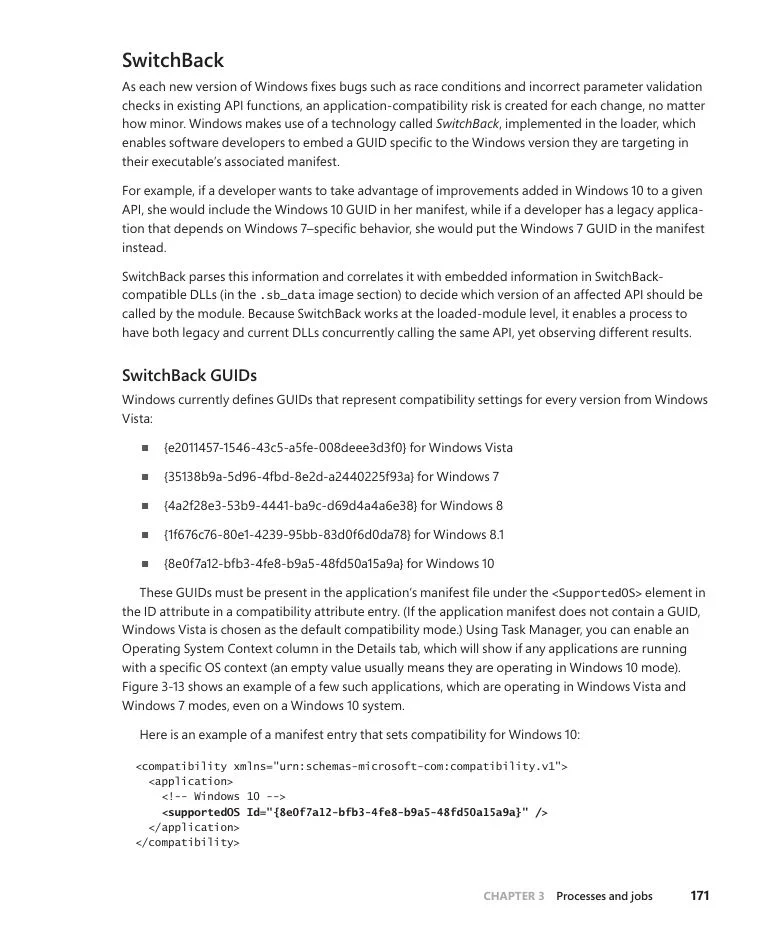 SwitchBack
As each new version of Windows fixes bugs such as race conditions and incorrect parameter validation
checks in existing API functions, an application-compatibility risk is created for each change, no matter
how minor. Windows makes use of a technology called SwitchBack, implemented in the loader, which
enables software developers to embed a GUID specific to the Windows version they are targeting in
their executable’s associated manifest.
For example, if a developer wants to take advantage of improvements added in Windows 10 to a given
API, she would include the Windows 10 GUID in her manifest, while if a developer has a legacy applica-
tion that depends on Windows 7–specific behavior, she would put the Windows 7 GUID in the manifest
instead.
SwitchBack parses this information and correlates it with embedded information in SwitchBack-
compatible DLLs (in the .sb_data image section) to decide which version of an affected API should be
called by the module. Because SwitchBack works at the loaded-module level, it enables a process to
have both legacy and current DLLs concurrently calling the same API, yet observing different results.
SwitchBack GUIDs
Windows currently defines GUIDs that represent compatibility settings for every version from Windows
Vista:
■ {e2011457-1546-43c5-a5fe-008deee3d3f0} for Windows Vista
■ {35138b9a-5d96-4fbd-8e2d-a2440225f93a} for Windows 7
■ {4a2f28e3-53b9-4441-ba9c-d69d4a4a6e38} for Windows 8
■ {1f676c76-80e1-4239-95bb-83d0f6d0da78} for Windows 8.1
■ {8e0f7a12-bfb3-4fe8-b9a5-48fd50a15a9a} for Windows 10
These GUIDs must be present in the application’s manifest file under the <SupportedOS> element in
the ID attribute in a compatibility attribute entry. (If the application manifest does not contain a GUID,
Windows Vista is chosen as the default compatibility mode.) Using Task Manager, you can enable an
Operating System Context column in the Details tab, which will show if any applications are running
with a specific OS context (an empty value usually means they are operating in Windows 10 mode).
Figure 3-13 shows an example of a few such applications, which are operating in Windows Vista and
Windows 7 modes, even on a Windows 10 system.
Here is an example of a manifest entry that sets compatibility for Windows 10:
<compatibility xmlns="urn:schemas-microsoft-com:compatibility.v1">
<application>
<!-- Windows 10 -->
<supportedOS Id="{8e0f7a12-bfb3-4fe8-b9a5-48fd50a15a9a}" />
</application>
</compatibility>
CHAPTER 3 Processes and jobs 171